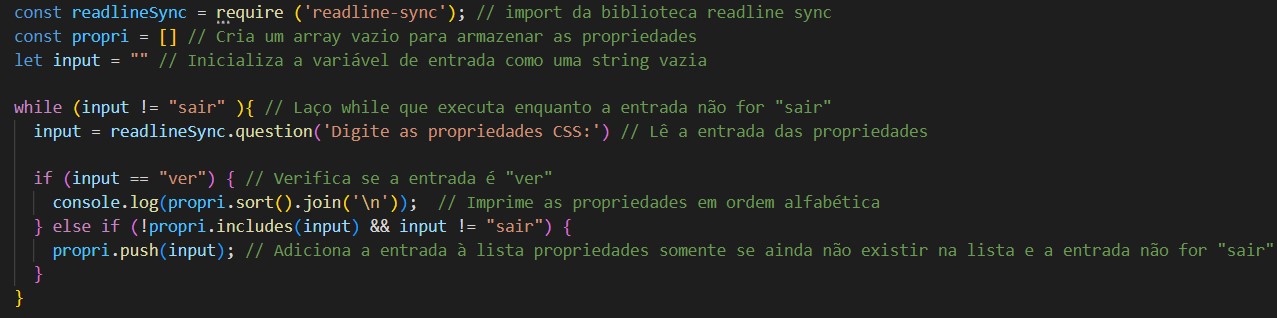 const readlineSync = require ('readline-sync'); // import da biblioteca readline sync
const propri = [] // Cria um array vazio para armazenar as propriedades
let input = "" // Inicializa a variável de entrada como uma string vazia
while (input != "sair" ){ // Laço while que executa enquanto a entrada não for "sair"
input = readlineSync.question('Digite as propriedades CSS:') // Lê a entrada das propriedades
if (input == "ver") { // Verifica se a entrada é "ver"
console.log(propri.sort().join('\n'));  // Imprime as propriedades em ordem alfabética
} else if (!propri.includes(input) && input != "sair") {
propri.push(input); // Adiciona a entrada à lista propriedades somente se ainda não existir na lista e a entrada não for "sair"
}
}